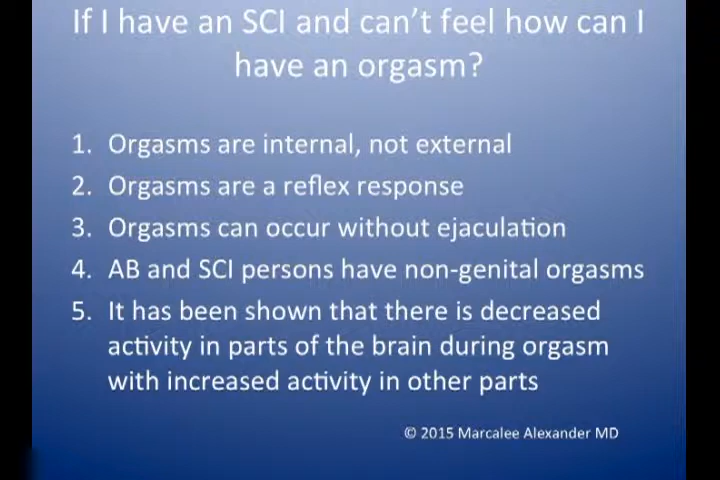 If I have an SCI and can't feel how can I
have an orgasm?
1. Orgasms are internal, not external
2. Orgasms are a reflex response
3. Orgasms can occur without ejaculation
4. AB and SCI persons have non-genital orgasms
5. It has been shown that there is decreased
activity in parts of the brain during orgasm
with increased activity in other parts
© 2015 Marcalee Alexander MD